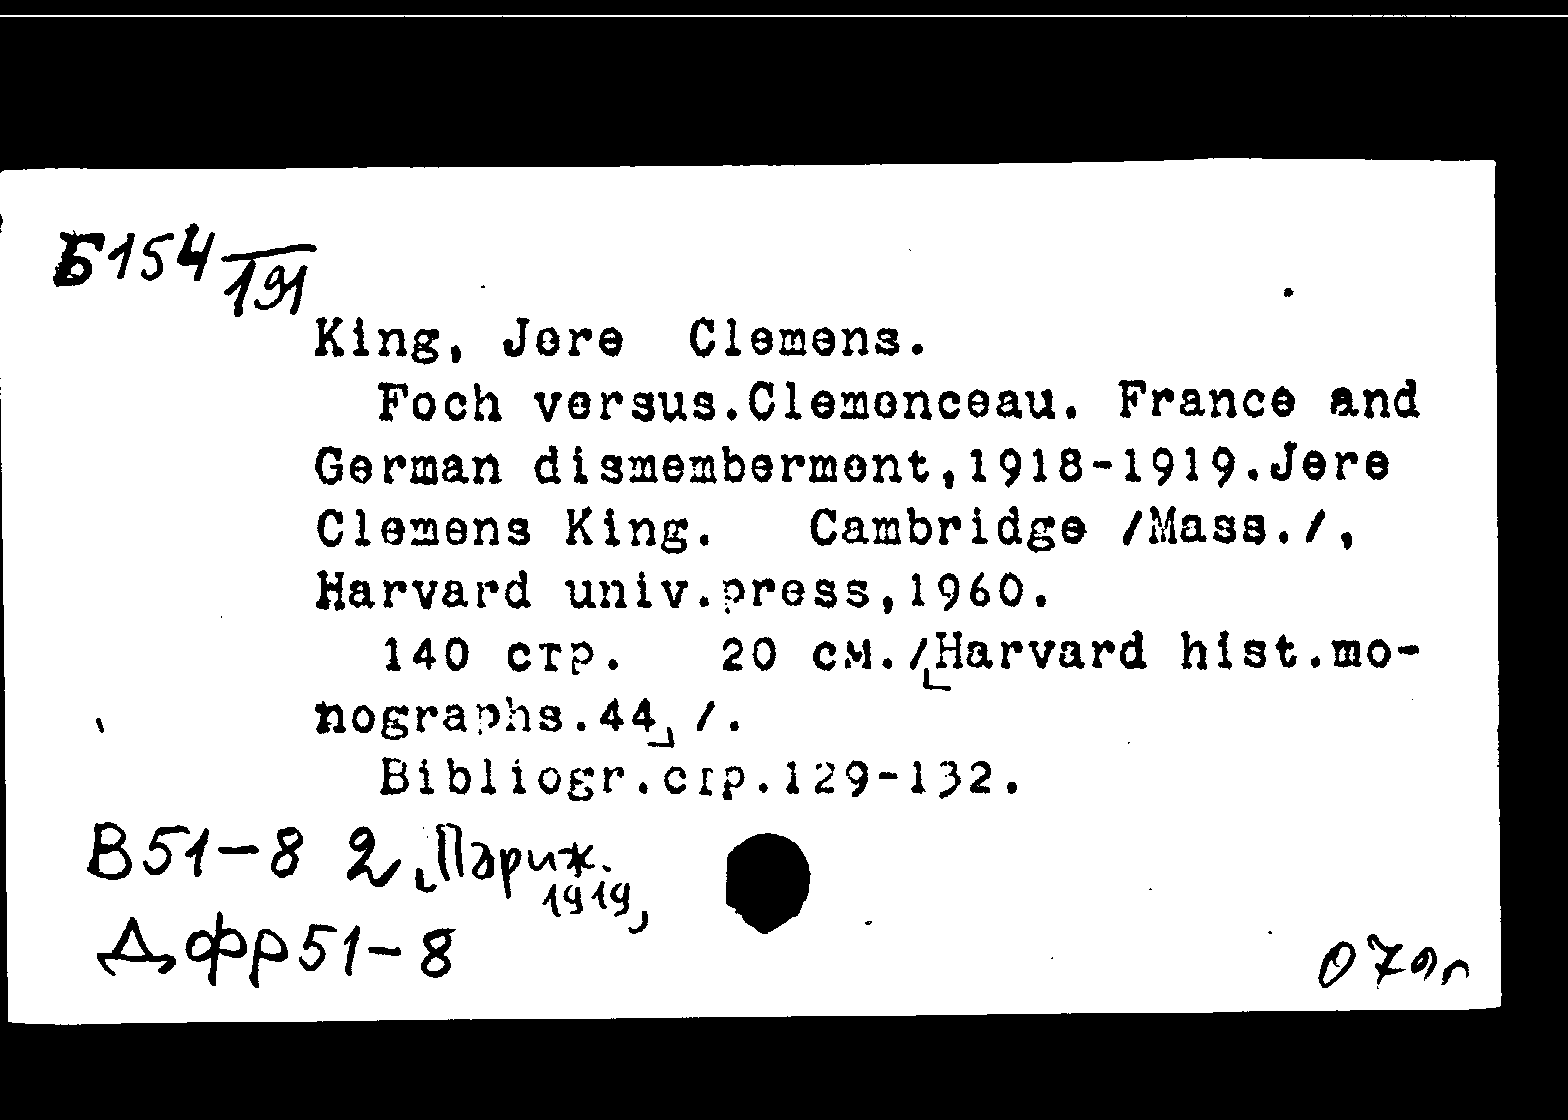 Б154/191
King, Jere Clemens.
Foch versus.Clemenceau. France and
German dismemberment,1918-1919.Jere
Clemens King. Cambridge /Mass./,
Harvard univ.press,1960.
140 стр. 20 см./Harvard hist.mo-
nographs.44 /.
Bibliogr.стр.129-132.
В51-8 2 Париж.
1919
Д фр51-8